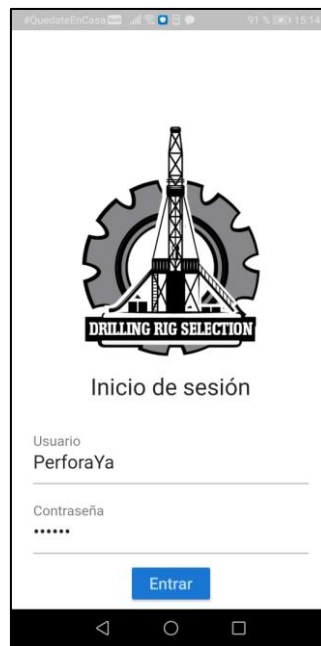 #QuedateEnCasa 91 % 15:14
DRILLING RIG SELECTION
Inicio de sesión
Usuario
PerforaYa
Contraseña
••••••
Entrar